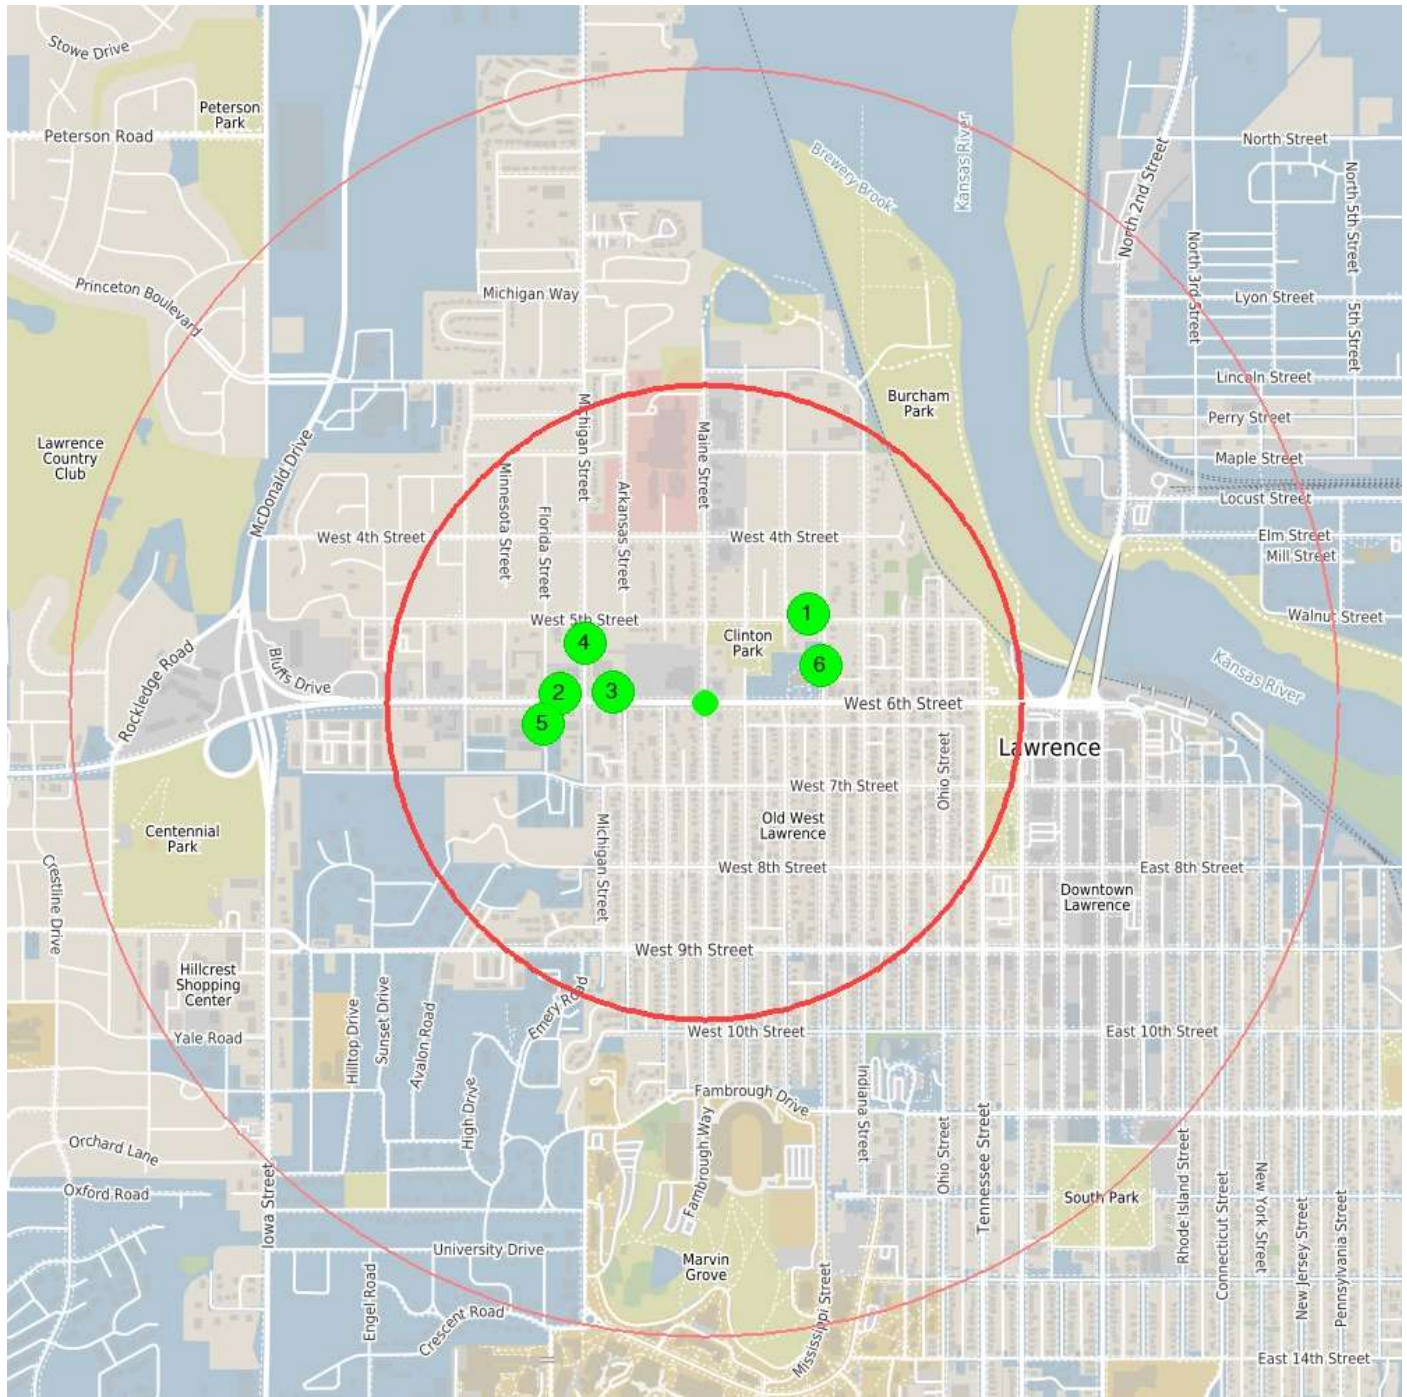 Stowe Drive
Peterson
Park
Peterson Road
North Street
North 2nd Street
North 5th Street
Kansas River
Brewery Brook
North 3rd Street
Princeton Boulevard
Michigan Way
Lyon Street
5th Street
Lincoln Street
Burcham
Park
Perry Street
Michigan Street
Maine Street
Lawrence
Country
Club
McDonald Drive
Maple Street
Minnesota Street
Arkansas Street
Locust Street
Florida Street
West 4th Street
West 4th Street
Elm Street
Mill Street
1
West 5th Street
Walnut Street
4
Clinton
Park
Rockledge Road
Bluffs Drive
6
Kansas River
2
3
West 6th Street
5
Lawrence
Ohio Street
West 7th Street
Old West
Lawrence
Centennial
Park
Michigan Street
Crestline Drive
West 8th Street
East 8th Street
Downtown
Lawrence
West 9th Street
Hillcrest
Shopping
Center
Hilltop Drive
Sunset Drive
Avalon Road
Emery Road
Yale Road
West 10th Street
East 10th Street
High Drive
Fambrough Drive
Indiana Street
Fambrough Way
Ohio Street
Tennessee Street
Orchard Lane
Oxford Road
Iowa Street
South Park
Rhode Island Street
Connecticut Street
New York Street
New Jersey Street
Pennsylvania Street
University Drive
Marvin
Grove
Engel Road
Crescent Road
Mississippi Street
East 14th Street